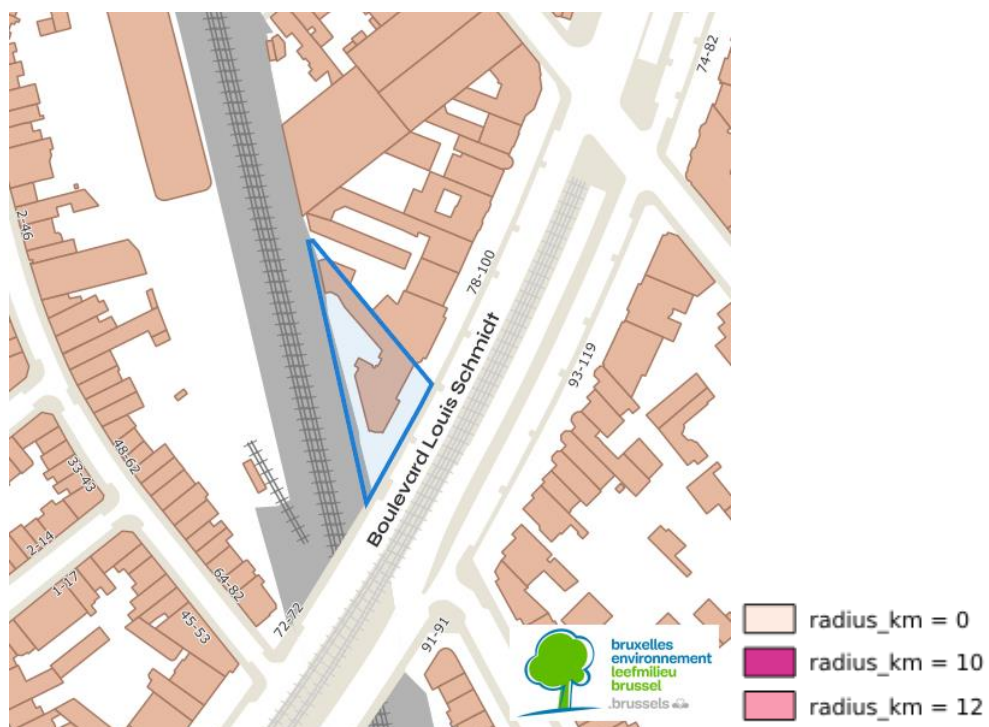 74-82
2-46
78-100
Boulevard Louis Schmidt
93-119
48-62
33-43
2-14
1-17
64-82
45-53
72-72
91-91
bruxelles
environnement
leefmilieu
brussel
.brussels
radius_km = 0
radius_km = 10
radius_km = 12